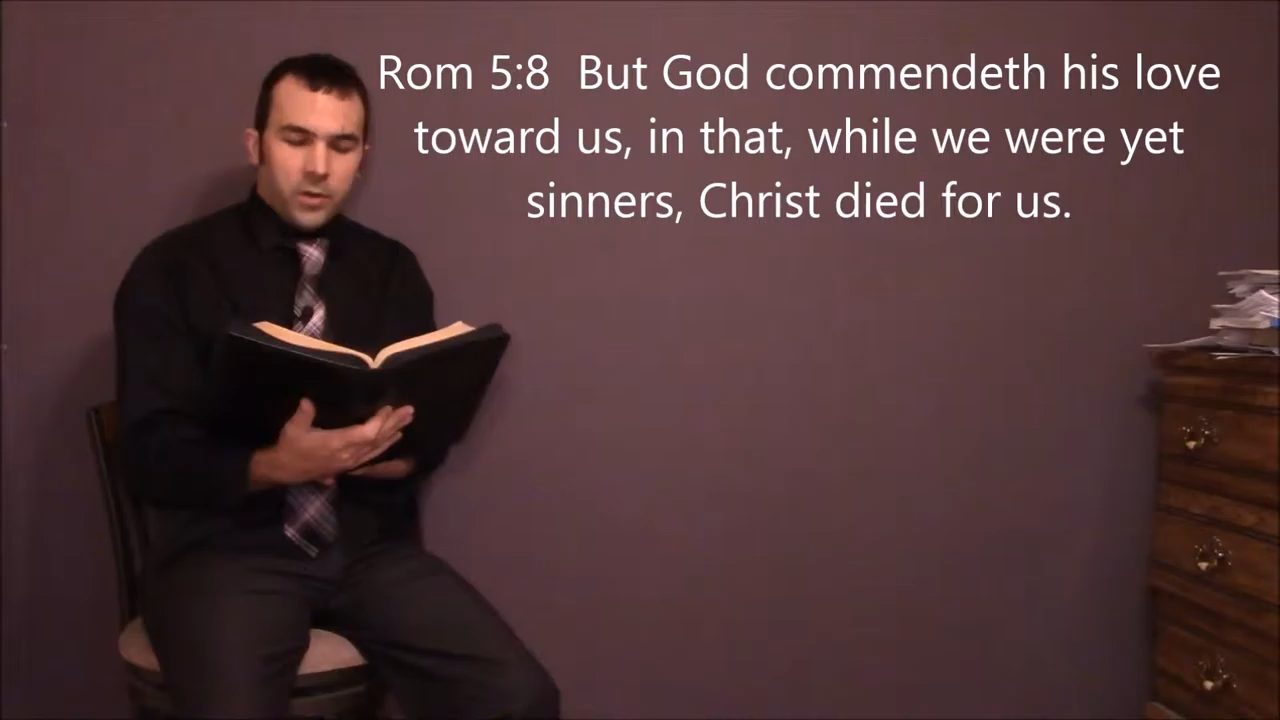 Rom 5:8  But God commendeth his love
toward us, in that, while we were yet
sinners, Christ died for us.